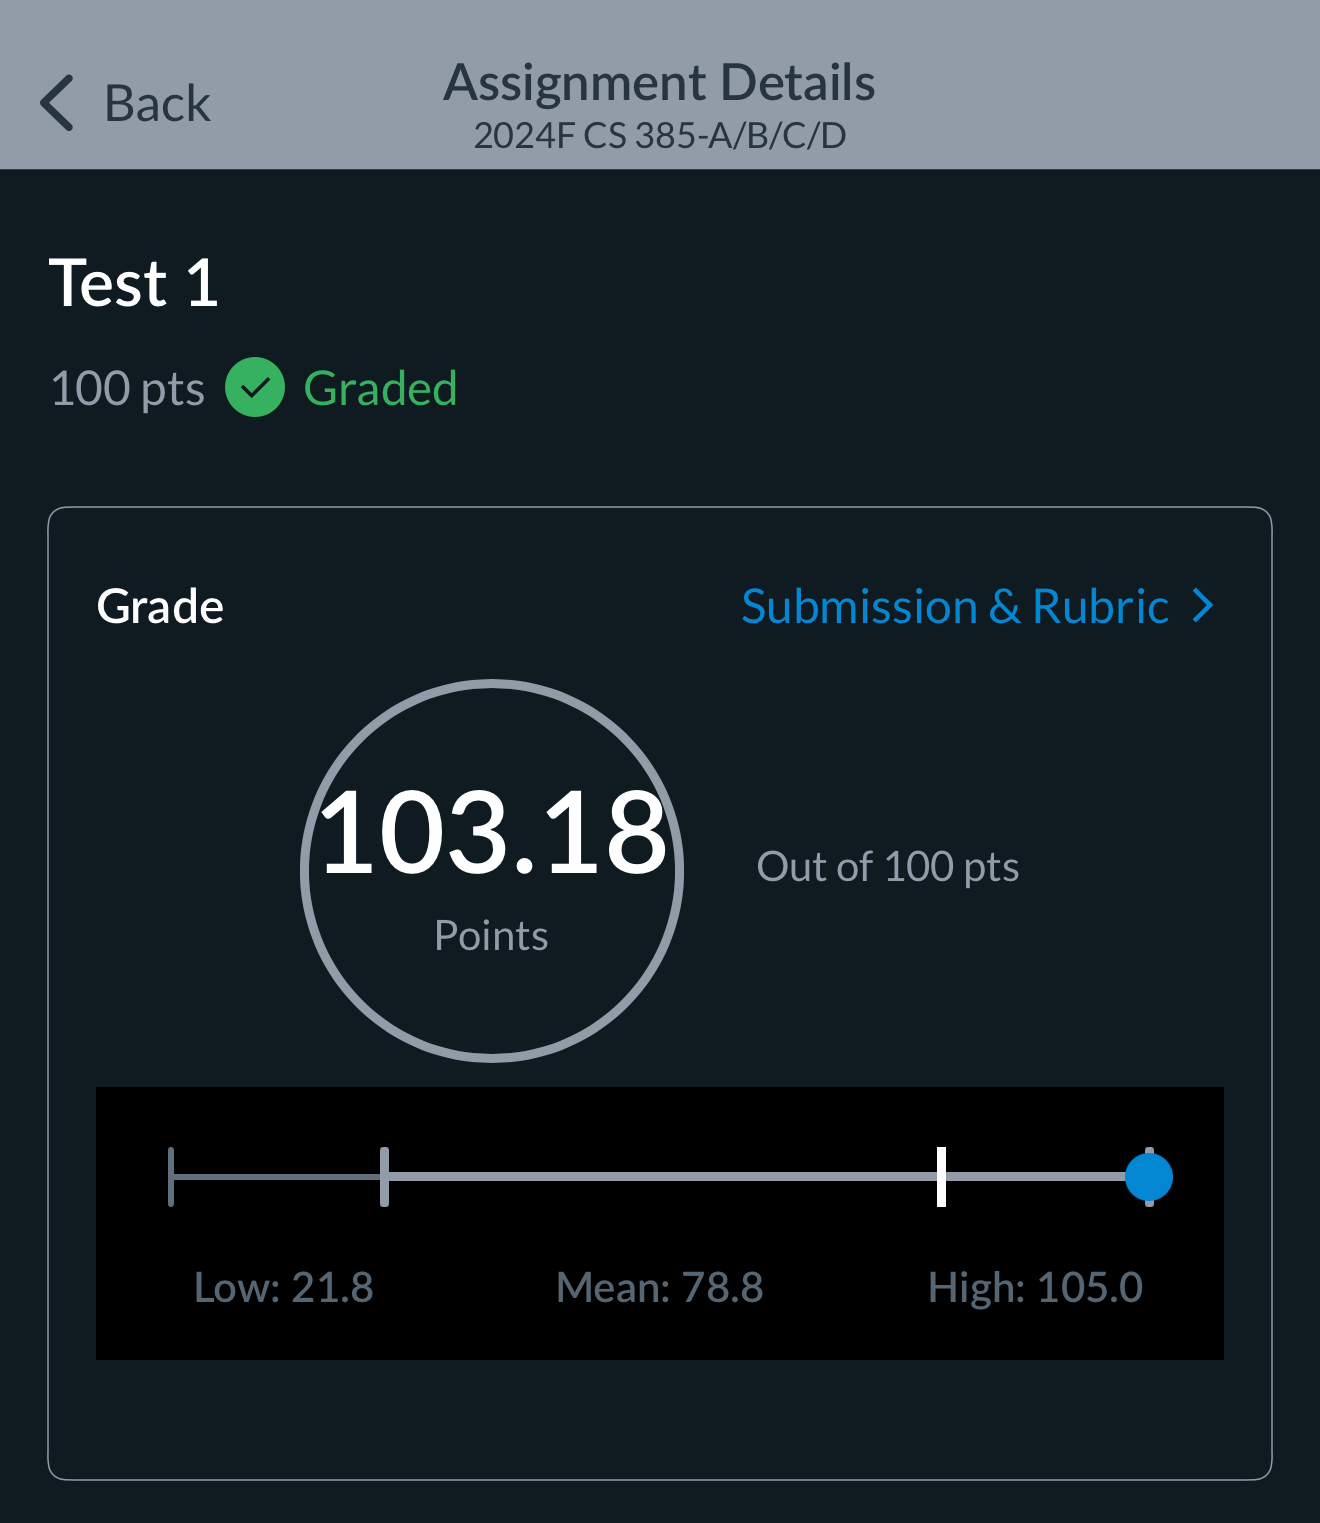 Back
Assignment Details
2024F CS 385-A/B/C/D
Test 1
100 pts Graded
Grade
Submission & Rubric
103.18
Points
Out of 100 pts
Low: 21.8
Mean: 78.8
High: 105.0